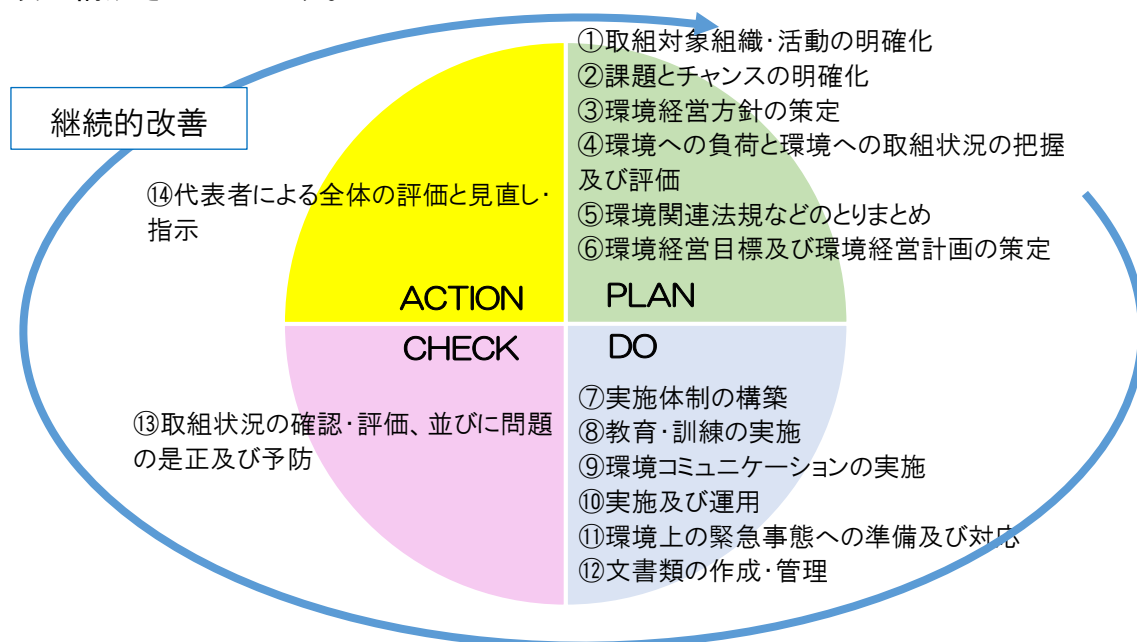 ①取組対象組織・活動の明確化
②課題とチャンスの明確化
③環境経営方針の策定
④環境への負荷と環境への取組状況の把握
及び評価
⑤環境関連法規などのとりまとめ
⑥環境経営目標及び環境経営計画の策定
継続的改善
⑭代表者による全体の評価と見直し・
指示
ACTION
PLAN
CHECK
DO
⑦実施体制の構築
⑧教育・訓練の実施
⑨環境コミュニケーションの実施
⑩実施及び運用
⑪環境上の緊急事態への準備及び対応
⑫文書類の作成・管理
⑬取組状況の確認・評価、並びに問題
の是正及び予防